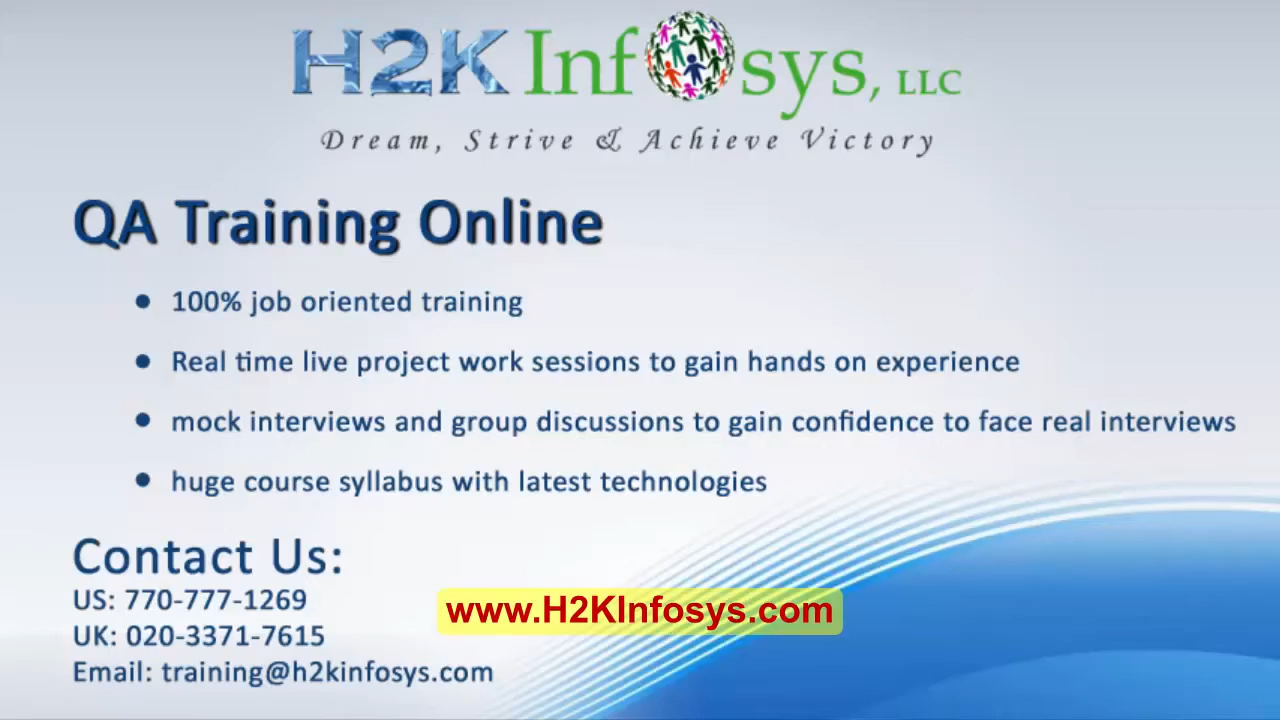 H2K Infosys, LLC
Dream, Strive & Achieve Victory
QA Training Online
• 100% job oriented training
• Real time live project work sessions to gain hands on experience
• mock interviews and group discussions to gain confidence to face real interviews
• huge course syllabus with latest technologies
Contact Us:
US: 770-777-1269
www.H2KInfosys.com
UK: 020-3371-7615
Email: training@h2kinfosys.com